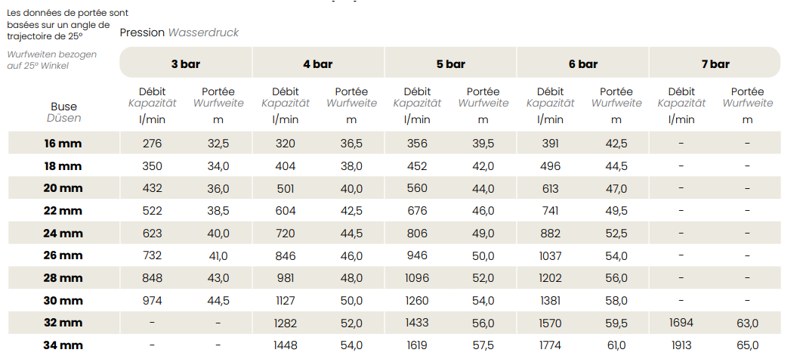 Les données de portée sont
basées sur un angle de
trajectoire de 25°
Wurfweiten bezogen
auf 25° Winkel
Pression Wasserdruck
3 bar 4 bar 5 bar 6 bar 7 bar
Débit Portée Débit Portée Débit Portée Débit Portée Débit Portée
Buse Kapazität Wurfweite Kapazität Wurfweite Kapazität Wurfweite Kapazität Wurfweite Kapazität Wurfweite
Düsen l/min m l/min m l/min m l/min m l/min m
16 mm 276 32,5 320 36,5 356 39,5 391 42,5 - -
18 mm 350 34,0 404 38,0 452 42,0 496 44,5 - -
20 mm 432 36,0 501 40,0 560 44,0 613 47,0 - -
22 mm 522 38,5 604 42,5 676 46,0 741 49,5 - -
24 mm 623 40,0 720 44,5 806 49,0 882 52,5 - -
26 mm 732 41,0 846 46,0 946 50,0 1037 54,0 - -
28 mm 848 43,0 981 48,0 1096 52,0 1202 56,0 - -
30 mm 974 44,5 1127 50,0 1260 54,0 1381 58,0 - -
32 mm - - 1282 52,0 1433 56,0 1570 59,5 1694 63,0
34 mm - - 1448 54,0 1619 57,5 1774 61,0 1913 65,0